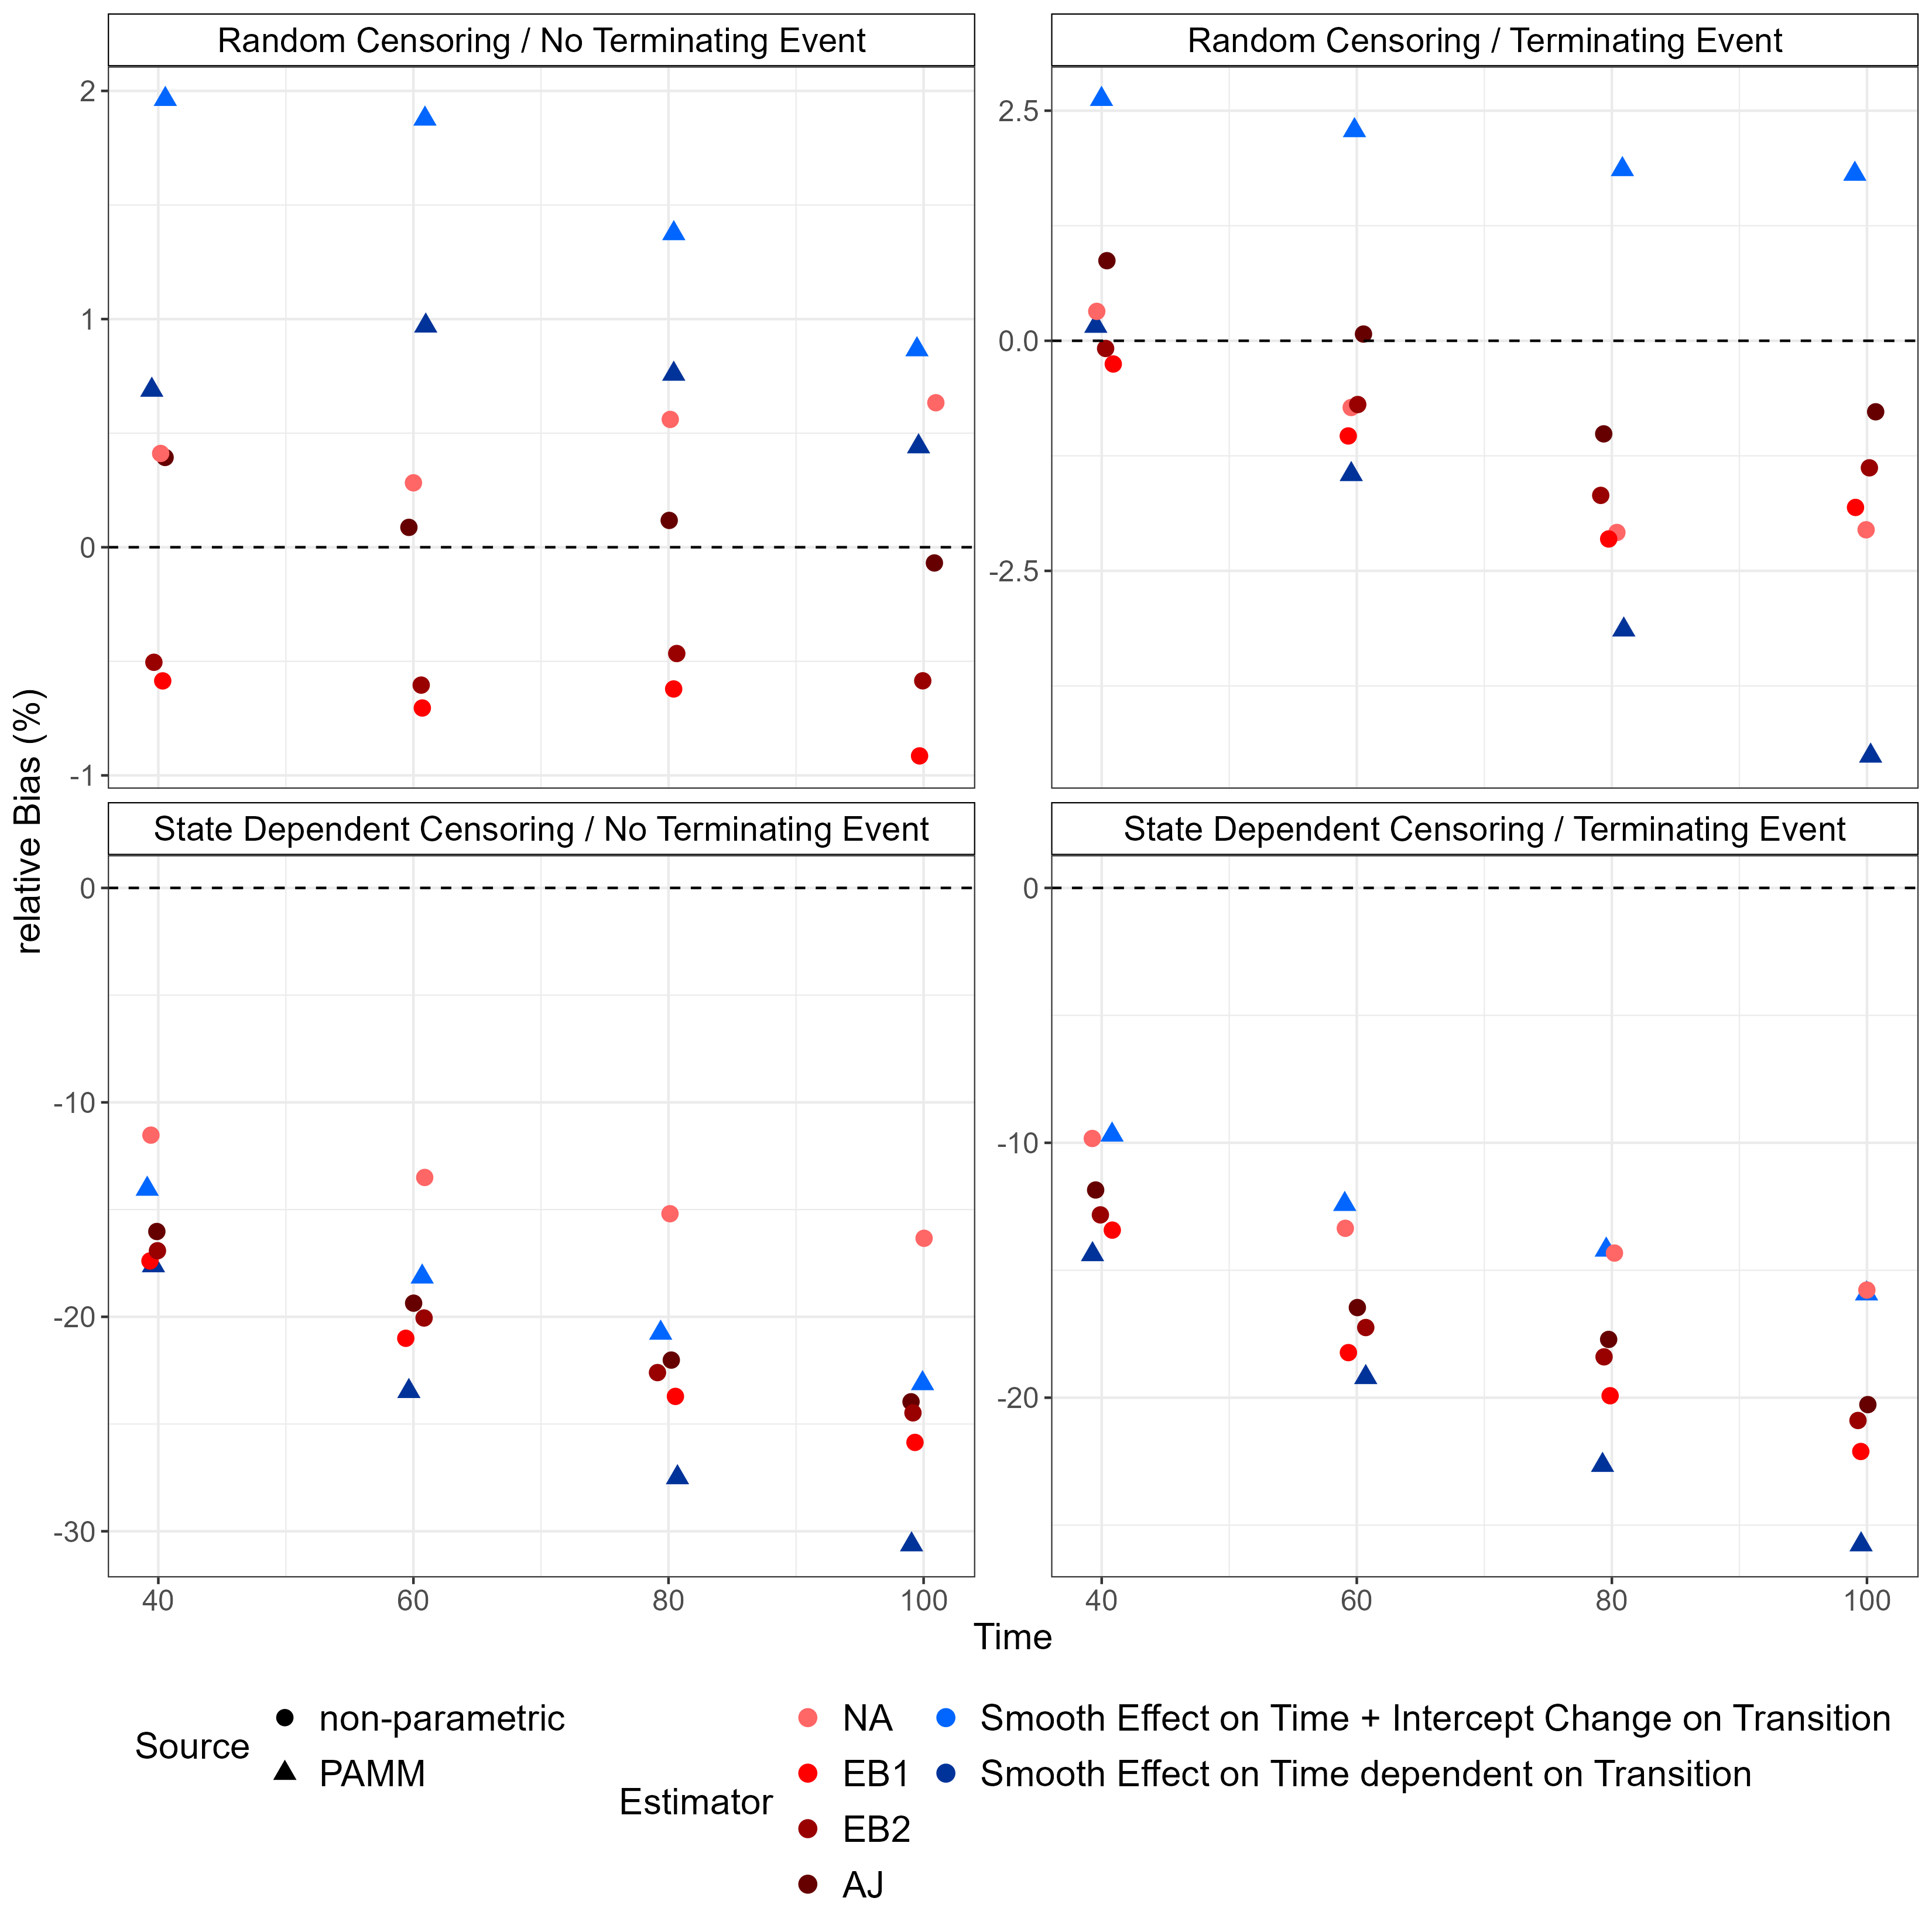 Random Censoring / No Terminating Event
Random Censoring / Terminating Event
2
1
0
-1
2.5
0.0
-2.5
relative Bias (%)
State Dependent Censoring / No Terminating Event
State Dependent Censoring / Terminating Event
0
-10
-20
-30
0
-10
-20
40 60 80 100
40 60 80 100
Time
Source
non-parametric
PAMM
Estimator
NA
EB1
EB2
AJ
Smooth Effect on Time + Intercept Change on Transition
Smooth Effect on Time dependent on Transition